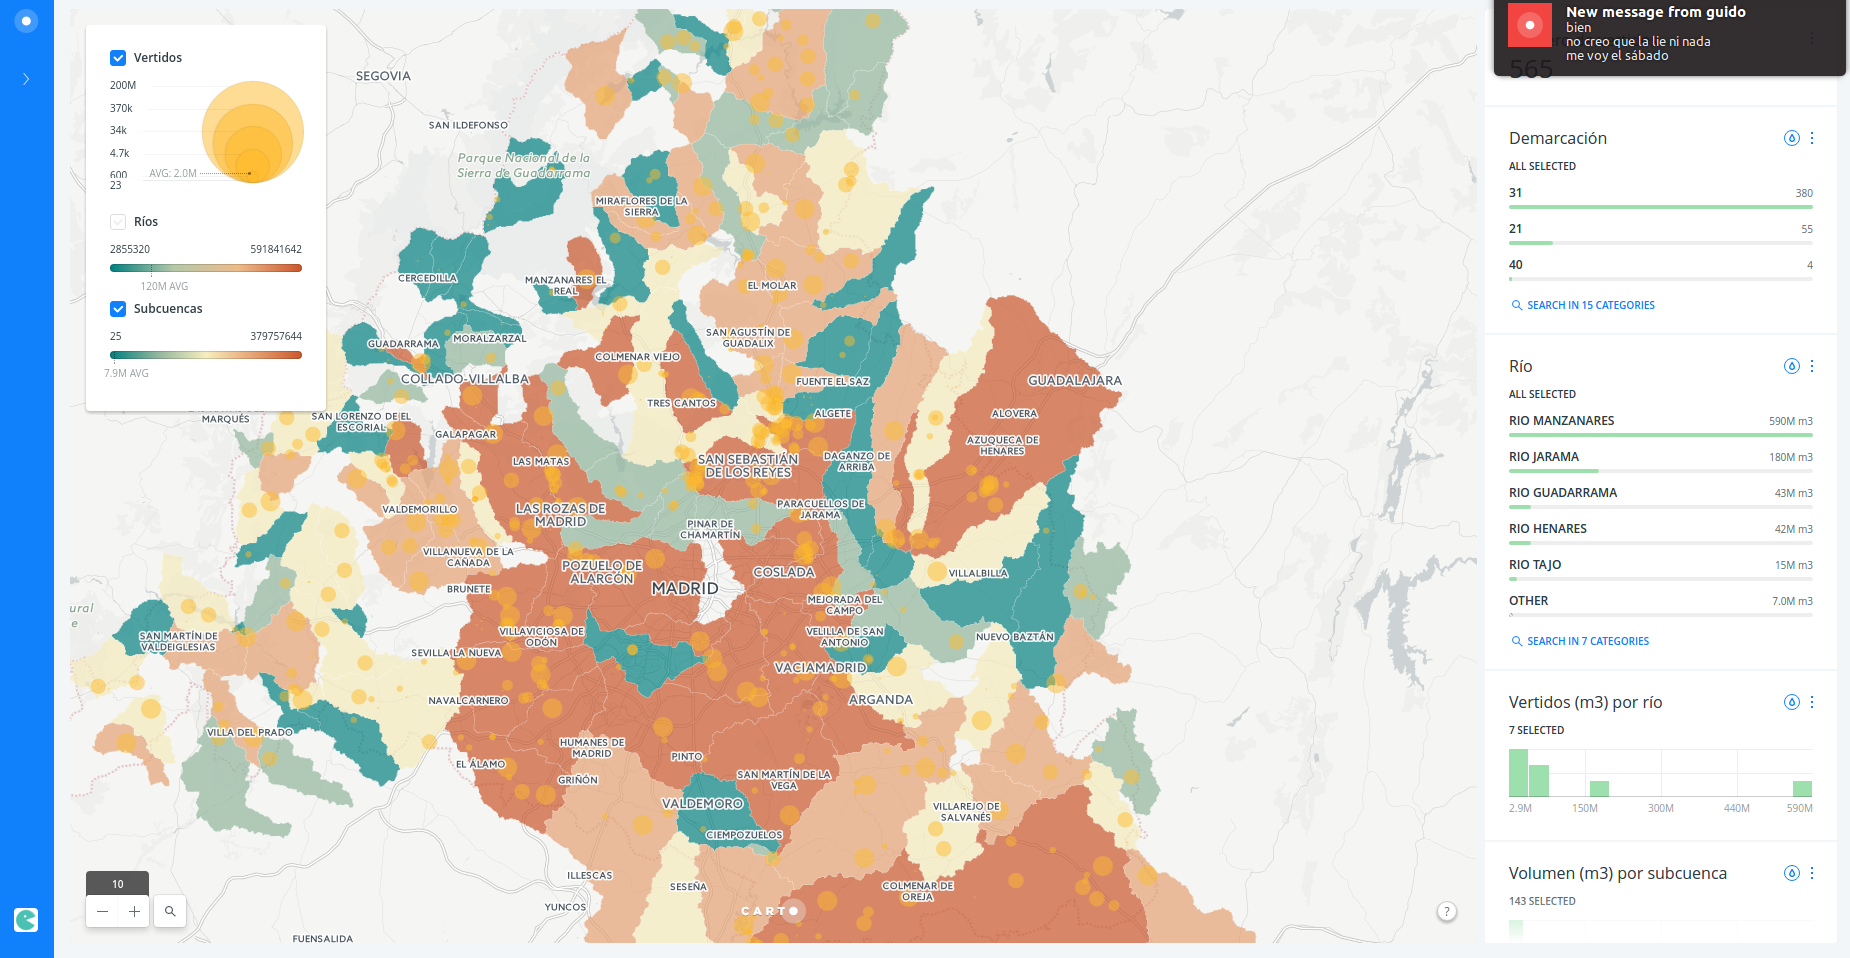 Vertidos
200M
370k
34k
4.7k
600
23
AVG: 2.0M
Ríos
2855320
591841642
120M AVG
Subcuencas
25
379757644
7.9M AVG
SEGOVIA
SAN ILDEFONSO
Parque Nacional de la
Sierra de Guadarrama
MIRAFLORES DE LA
SIERRA
CERCEDILLA
MANZANARES EL
REAL
EL MOLAR
GUADARRAMA
MORALZARZAL
SAN AGUSTÍN DE
GUADALIX
COLMENAR VIEJO
COLLADO-VILLALBA
FUENTE EL SAZ
GUADALAJARA
TRES CANTOS
ALGETE
ALOVERA
MARQUÉS
SAN LORENZO DE EL
ESCORIAL
GALAPAGAR
AZUQUECA DE
HENARES
LAS MATAS
SAN SEBASTIÁN
DE LOS REYES
DAGANZO DE
ARRIBA
VALDEMORILLO
LAS ROZAS DE
MADRID
PARACUELLOS DE
JARAMA
PINAR DE
CHAMARTÍN
VILLANUEVA DE LA
CAÑADA
POZUELO DE
ALARCÓN
COSLADA
VILLALBILLA
BRUNETE
MADRID
MEJORADA DEL
CAMPO
ural
e
SAN MARTÍN DE
VALDEIGLESIAS
VILLAVICIOSA DE
ODÓN
VELILLA DE SAN
ANTONIO
NUEVO BAZTÁN
SEVILLA LA NUEVA
VACIAMADRID
NAVALCARNERO
ARGANDA
VILLA DEL PRADO
HUMANES DE
MADRID
EL ÁLAMO
PINTO
GRIÑÓN
SAN MARTÍN DE LA
VEGA
VALDEMORO
VILLAREJO DE
SALVANÉS
CIEMPOZUELOS
ILLESCAS
SESEÑA
COLMENAR DE
OREJA
YUNCOS
FUENSALIDA
CARTO
10
?
New message from guido
bien
no creo que la lie ni nada
me voy el sábado
565
Demarcación
ALL SELECTED
31 380
21 55
40 4
SEARCH IN 15 CATEGORIES
Río
ALL SELECTED
RIO MANZANARES 590M m3
RIO JARAMA 180M m3
RIO GUADARRAMA 43M m3
RIO HENARES 42M m3
RIO TAJO 15M m3
OTHER 7.0M m3
SEARCH IN 7 CATEGORIES
Vertidos (m3) por río
7 SELECTED
2.9M 150M 300M 440M 590M
Volumen (m3) por subcuenca
143 SELECTED